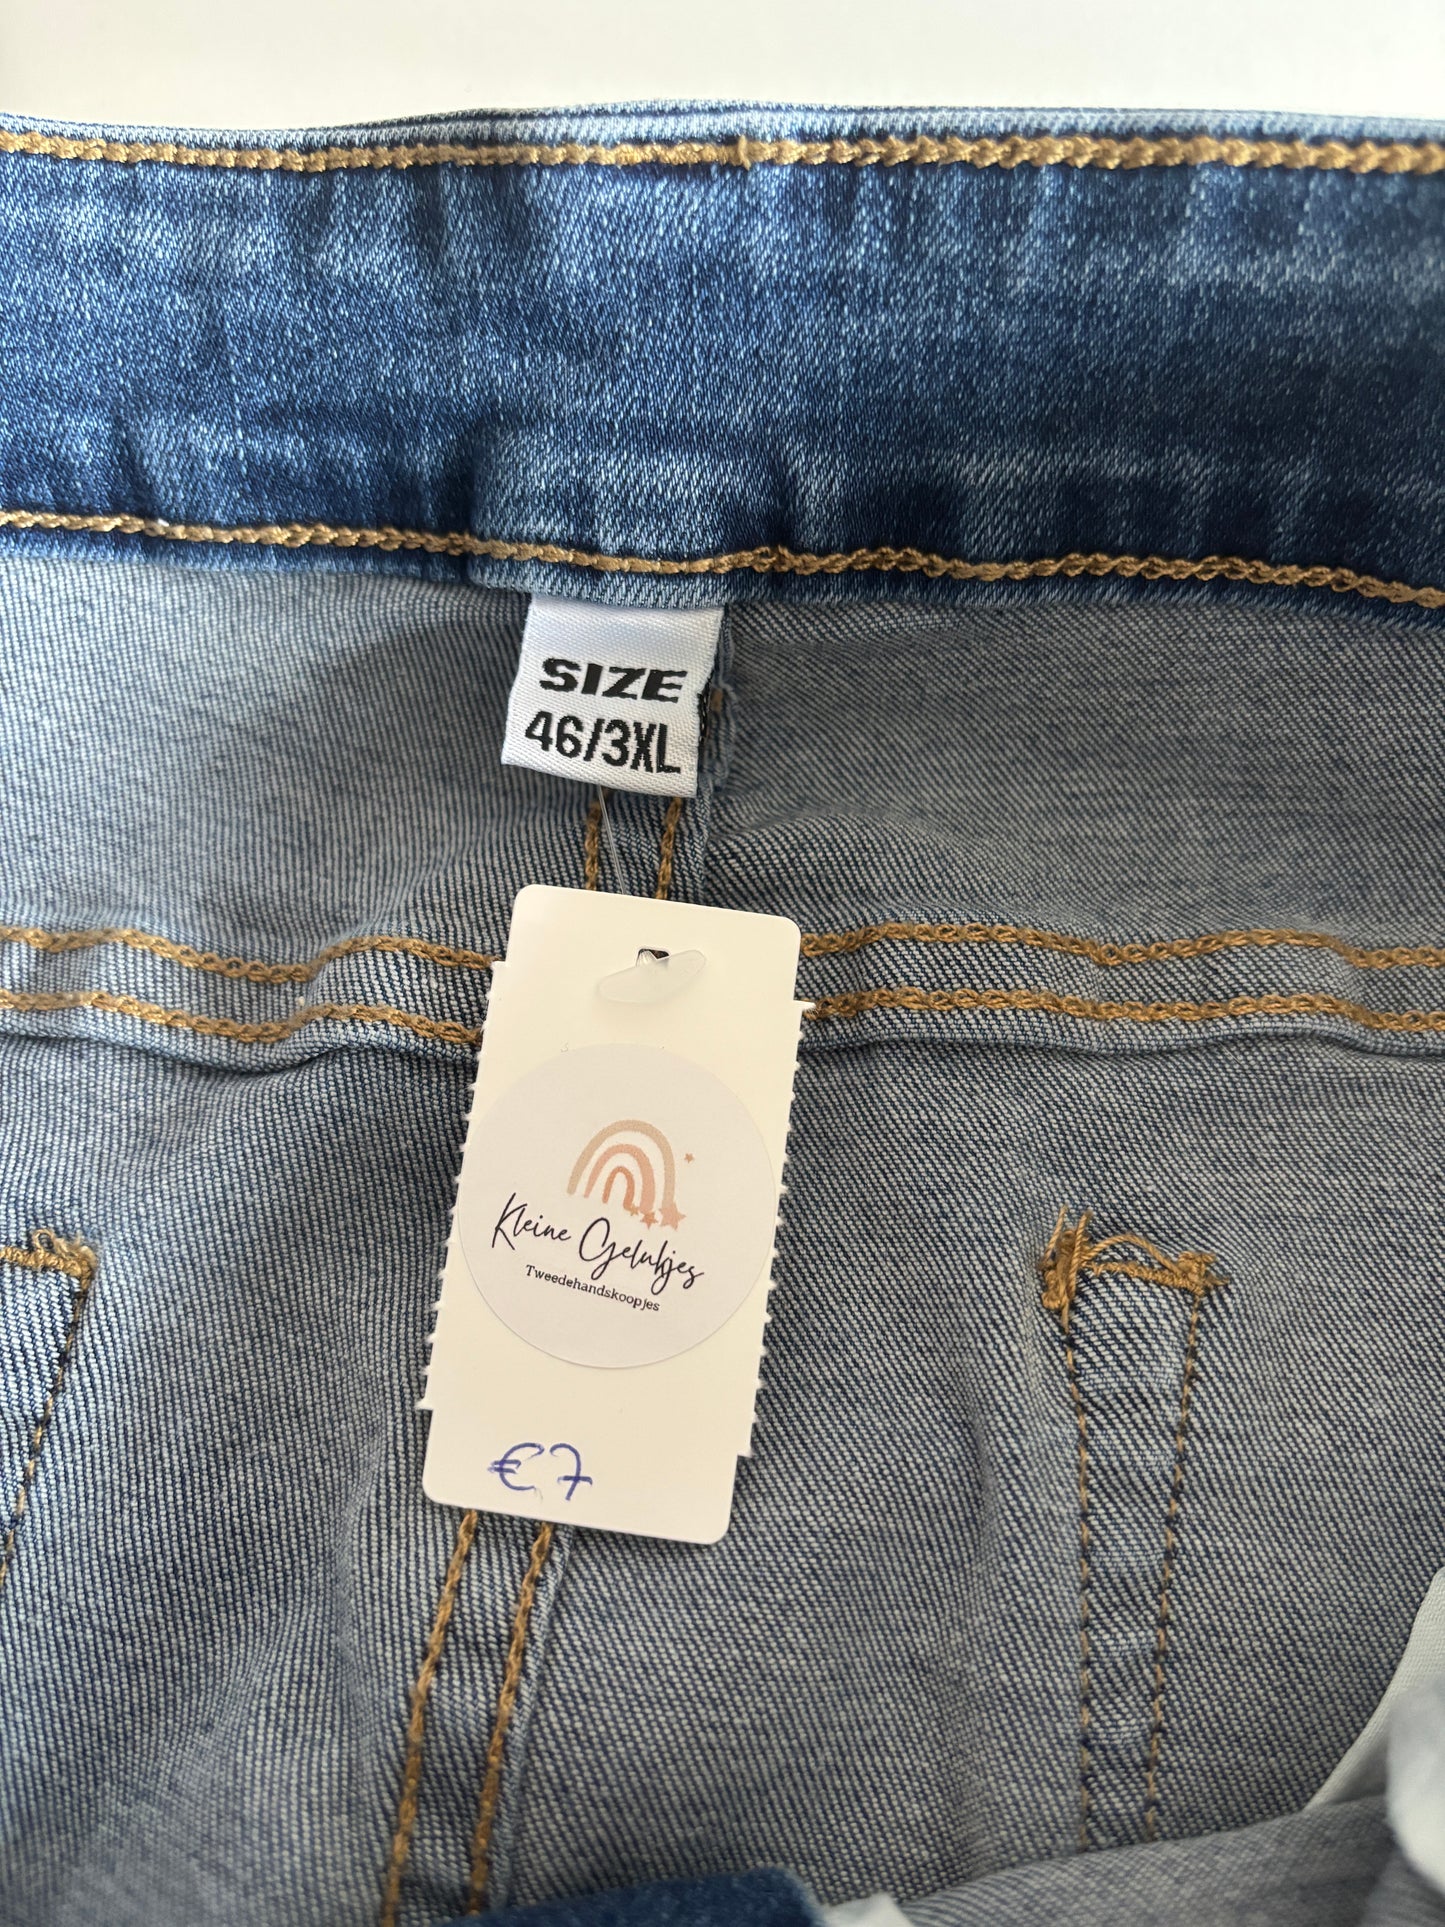 SIZE
46/3XL
Kleine Gelukjes
Tweedehandskoopjes
€7